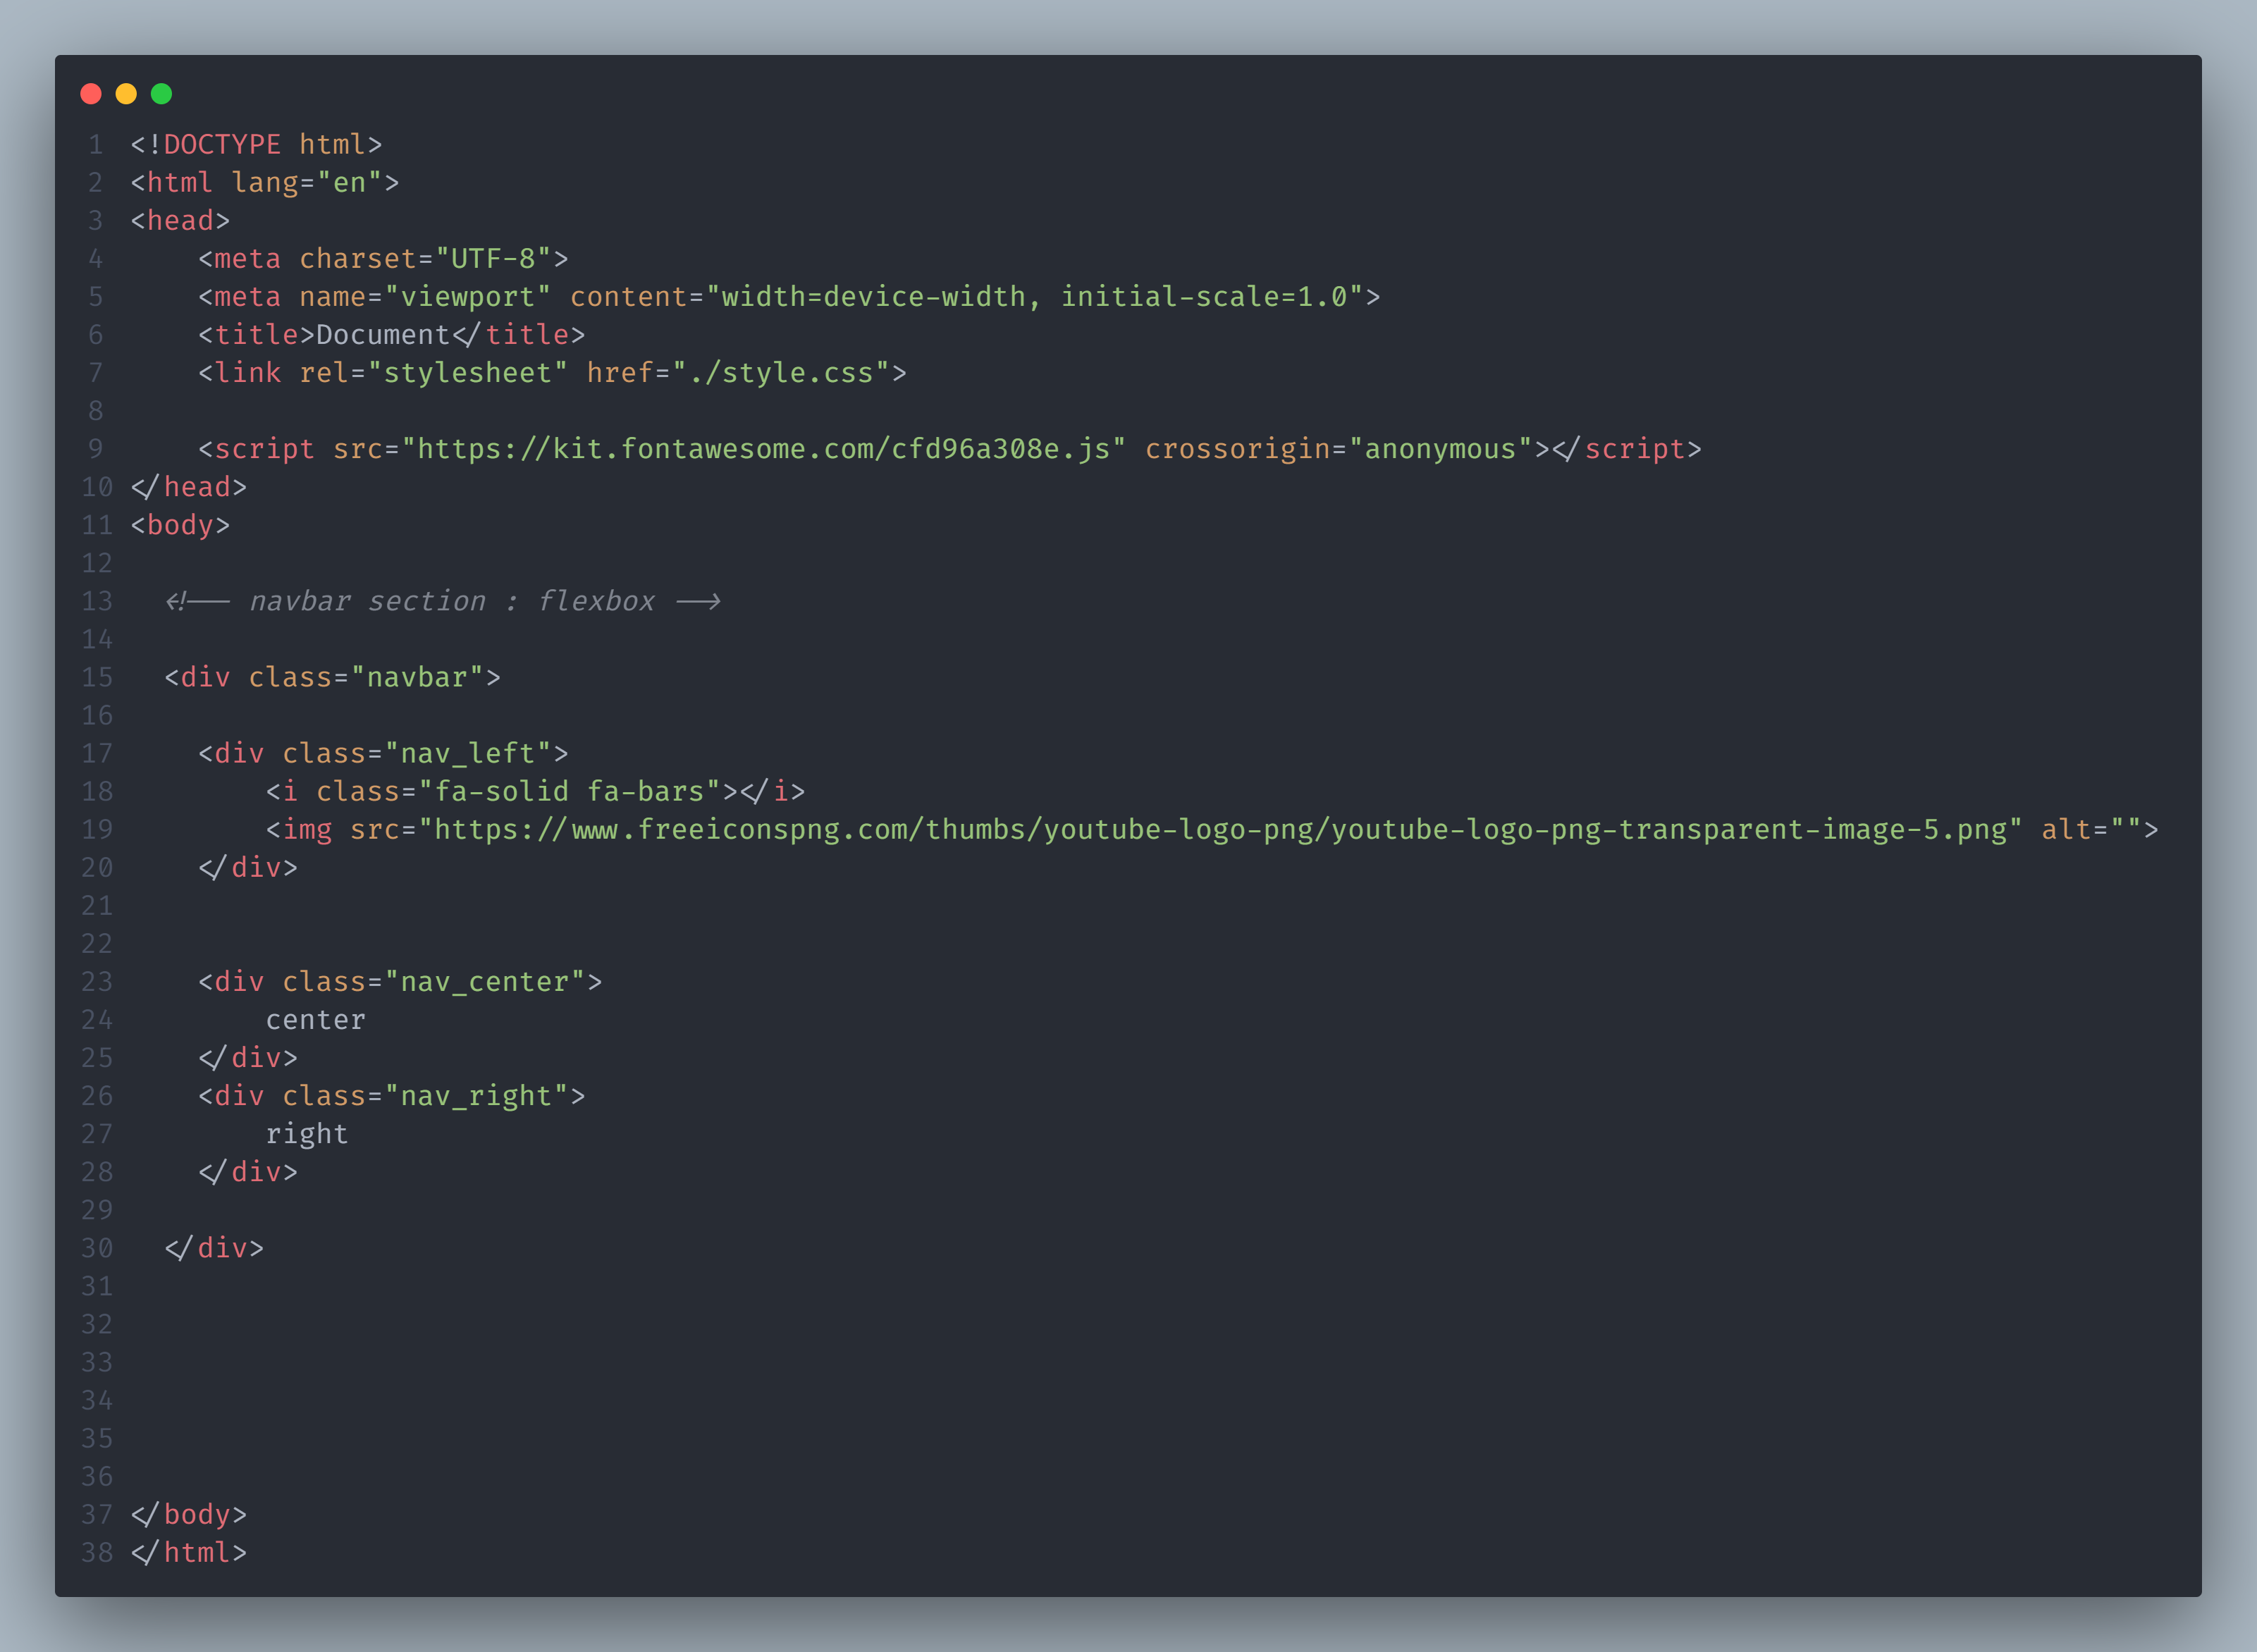 1 <!DOCTYPE html>
2 <html lang="en">
3 <head>
4     <meta charset="UTF-8">
5     <meta name="viewport" content="width=device-width, initial-scale=1.0">
6     <title>Document</title>
7     <link rel="stylesheet" href="./style.css">
8
9     <script src="https://kit.fontawesome.com/cfd96a308e.js" crossorigin="anonymous"></script>
10 </head>
11 <body>
12
13   <!-- navbar section : flexbox -->
14
15   <div class="navbar">
16
17     <div class="nav_left">
18         <i class="fa-solid fa-bars"></i>
19         <img src="https://www.freeiconspng.com/thumbs/youtube-logo-png/youtube-logo-png-transparent-image-5.png" alt="">
20     </div>
21
22
23     <div class="nav_center">
24         center
25     </div>
26     <div class="nav_right">
27         right
28     </div>
29
30   </div>
31
32
33
34
35
36
37 </body>
38 </html>